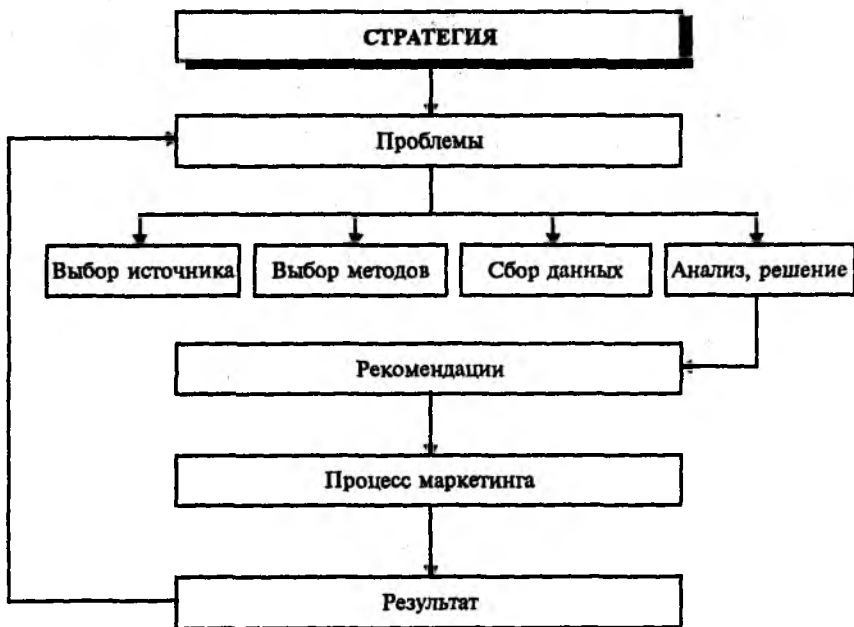 СТРАТЕГИЯ
Проблемы
Выбор источника
Выбор методов
Сбор данных
Анализ, решение
Рекомендации
Процесс маркетинга
Результат